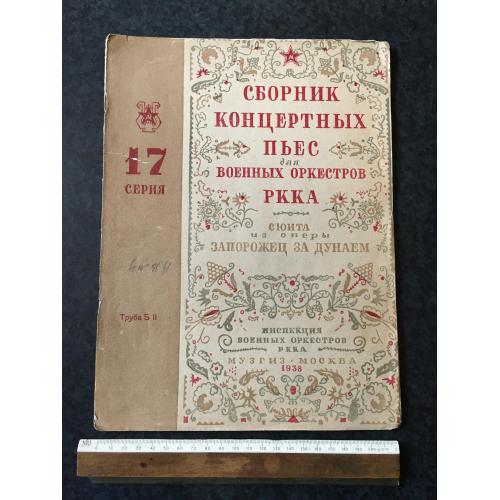 17
СЕРИЯ
Труба Б II
СБОРНИК
КОНЦЕРТНЫХ
ПЬЕС
для
ВОЕННЫХ ОРКЕСТРОВ
РККА
СЮИТА
из оперы
ЗАПОРОЖЕЦ ЗА ДУНАЕМ
ИНСПЕКЦИЯ
ВОЕННЫХ ОРКЕСТРОВ
РККА
МУЗГИЗ • МОСКВА
1938